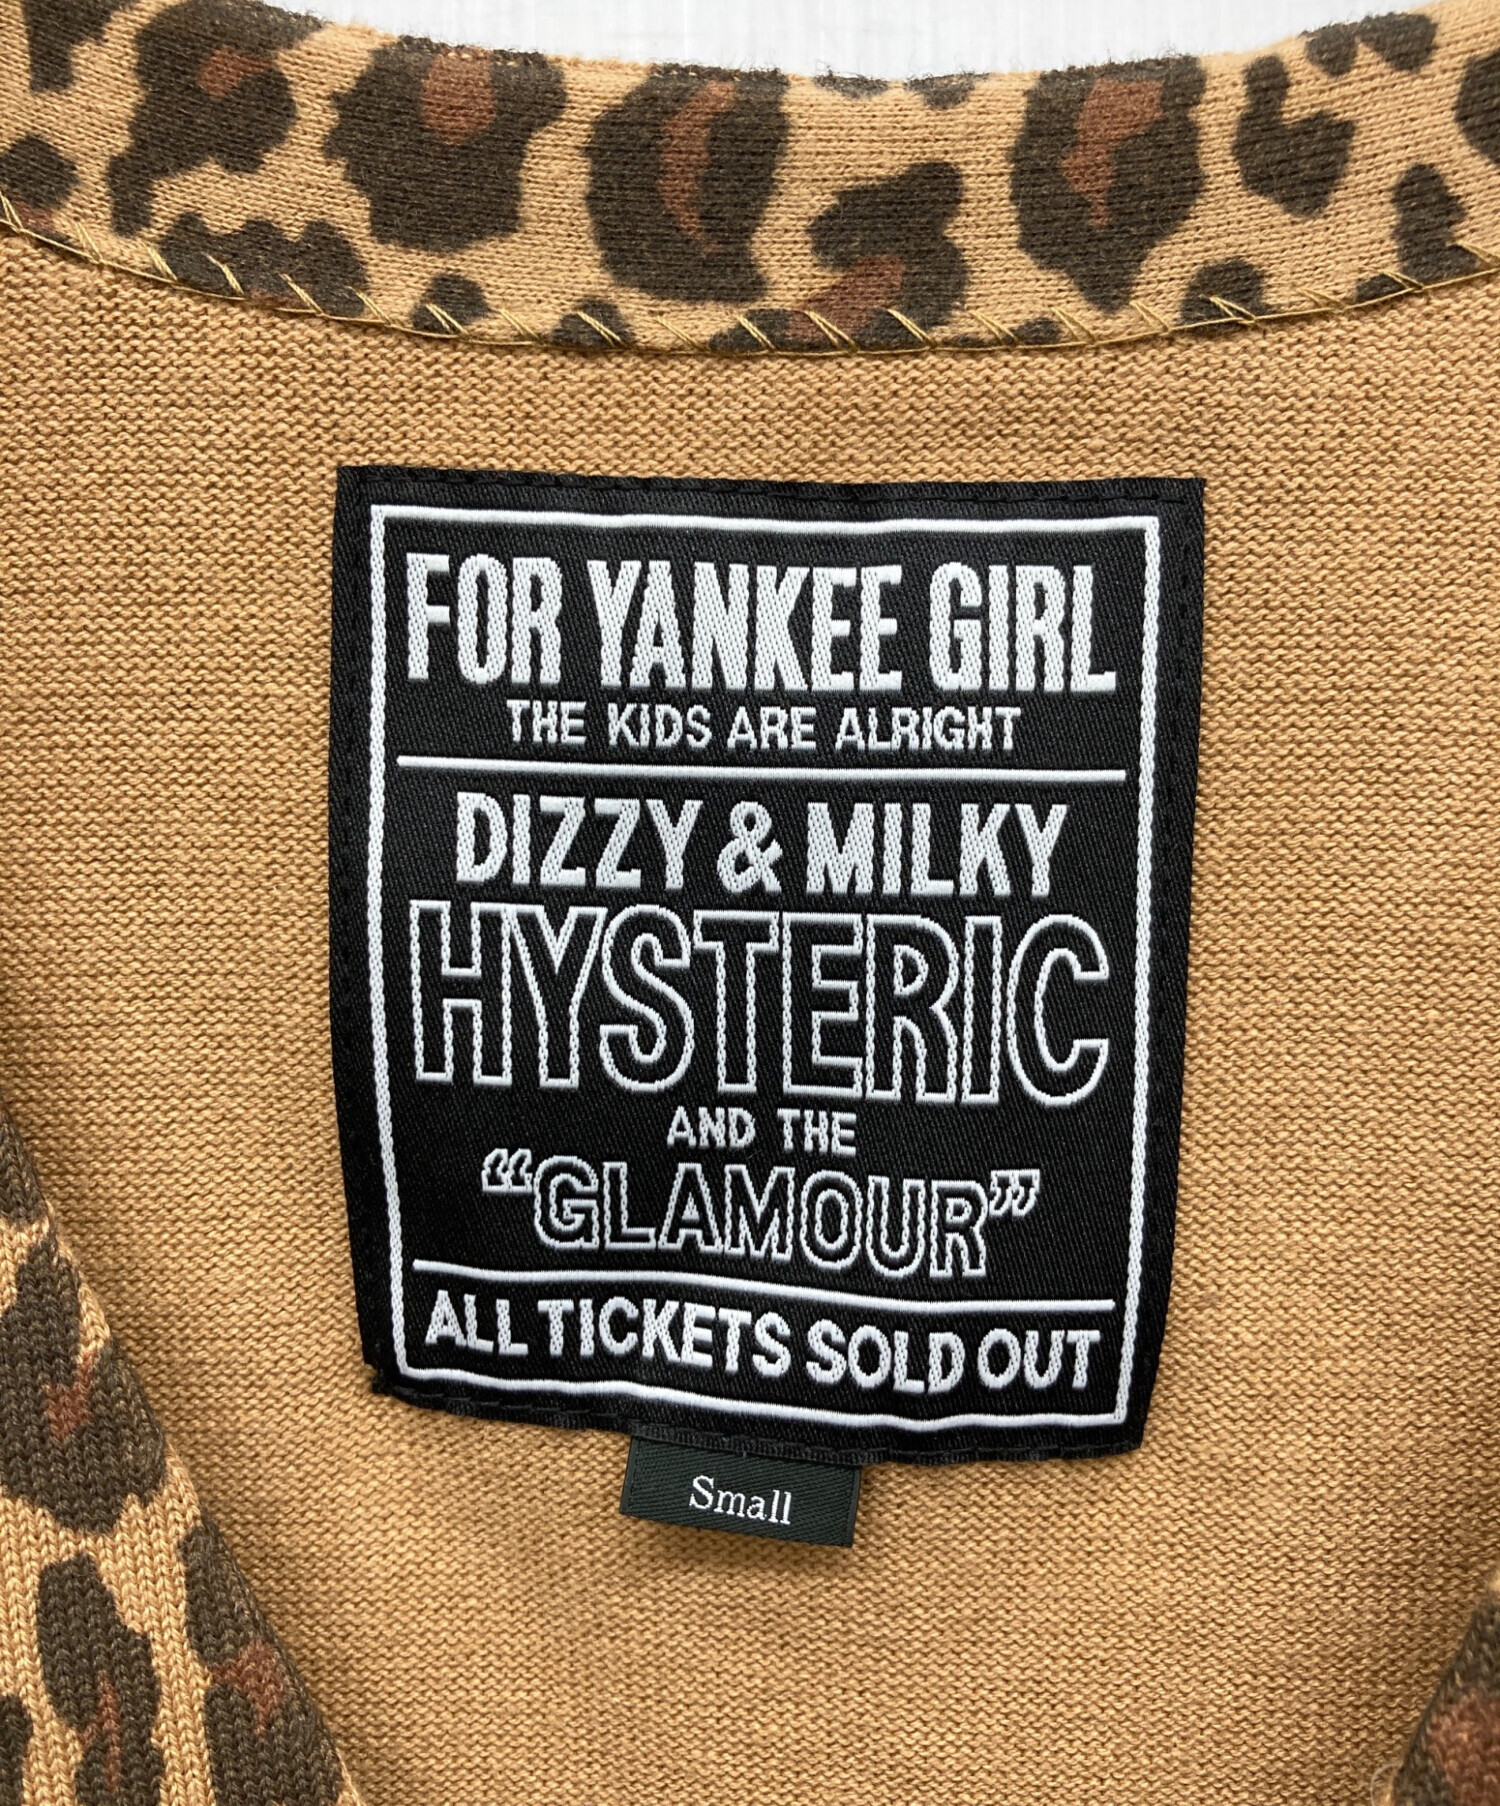 FOR YANKEE GIRL
THE KIDS ARE ALRIGHT
DIZZY & MILKY
HYSTERIC
AND THE
“GLAMOUR”
ALL TICKETS SOLD OUT
Small